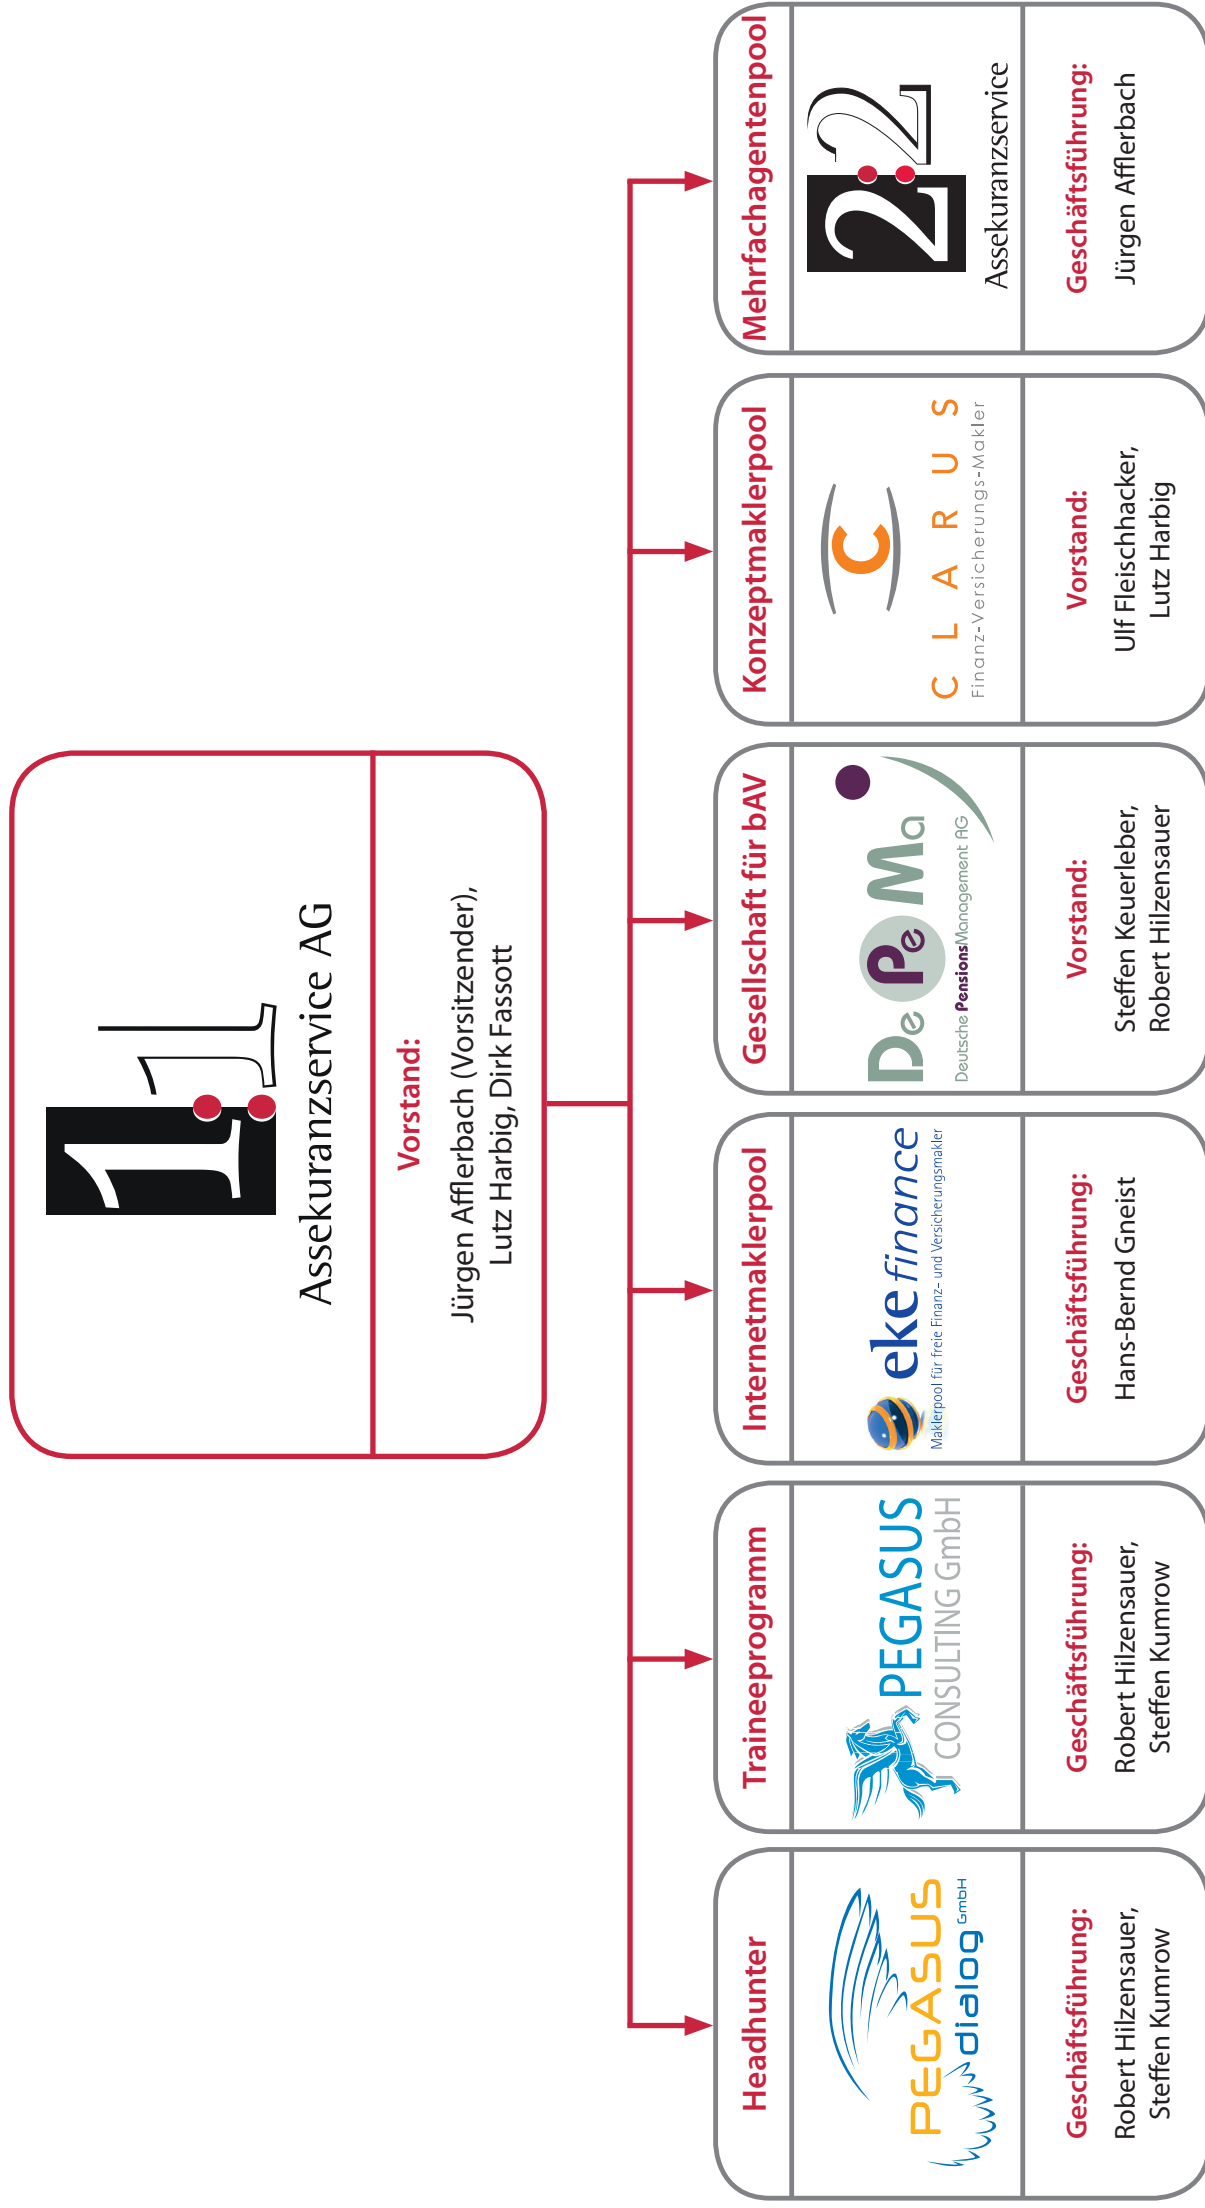 1:1
Assekuranzservice AG
Vorstand:
Jürgen Afflerbach (Vorsitzender),
Lutz Harbig, Dirk Fassott
Headhunter
PEGASUS
dialog GmbH
Geschäftsführung:
Robert Hilzensauer,
Steffen Kumrow
Traineeprogramm
PEGASUS
CONSULTING GmbH
Geschäftsführung:
Robert Hilzensauer,
Steffen Kumrow
Internetmaklerpool
ekefinance
Maklerpool für freie Finanz- und Versicherungsmakler
Geschäftsführung:
Hans-Bernd Gneist
Gesellschaft für bAV
DePeMa
Deutsche PensionsManagement AG
Vorstand:
Steffen Keuerleber,
Robert Hilzensauer
Konzeptmaklerpool
C
CLARUS
Finanz-Versicherungs-Makler
Vorstand:
Ulf Fleischhacker,
Lutz Harbig
Mehrfachagentenpool
2:2
Assekuranzservice
Geschäftsführung:
Jürgen Afflerbach